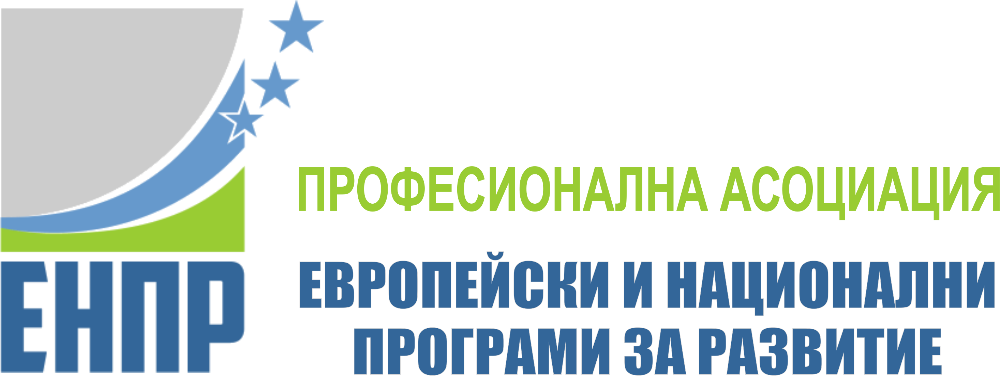 ПРОФЕСИОНАЛНА АСОЦИАЦИЯ
ЕВРОПЕЙСКИ И НАЦИОНАЛНИ
ПРОГРАМИ ЗА РАЗВИТИЕ
ЕНПР